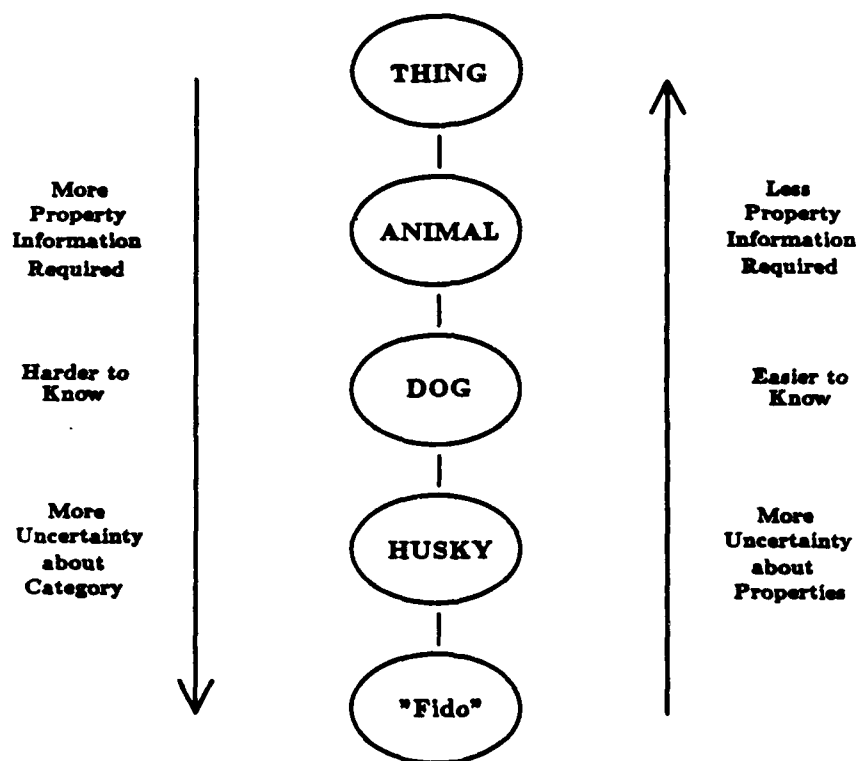 THING
More
Property
Information
Required
ANIMAL
Less
Property
Information
Required
Harder to
Know
DOG
Easier to
Know
More
Uncertainty
about
Category
HUSKY
More
Uncertainty
about
Properties
"Fido"